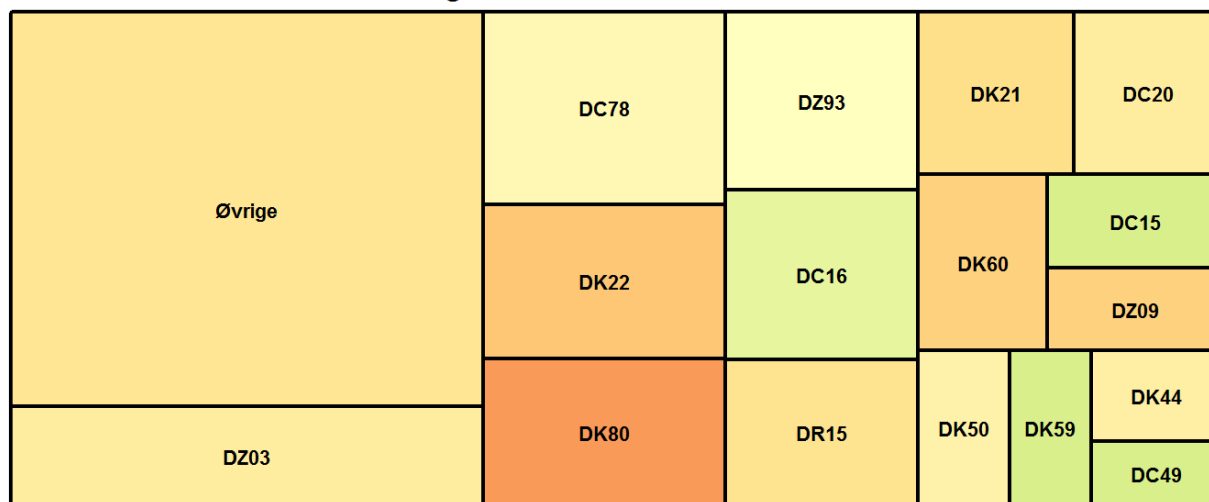 Øvrige
DZ03
DC78
DK22
DK80
DZ93
DC16
DR15
DK21
DC20
DK60
DC15
DZ09
DK50
DK59
DK44
DC49